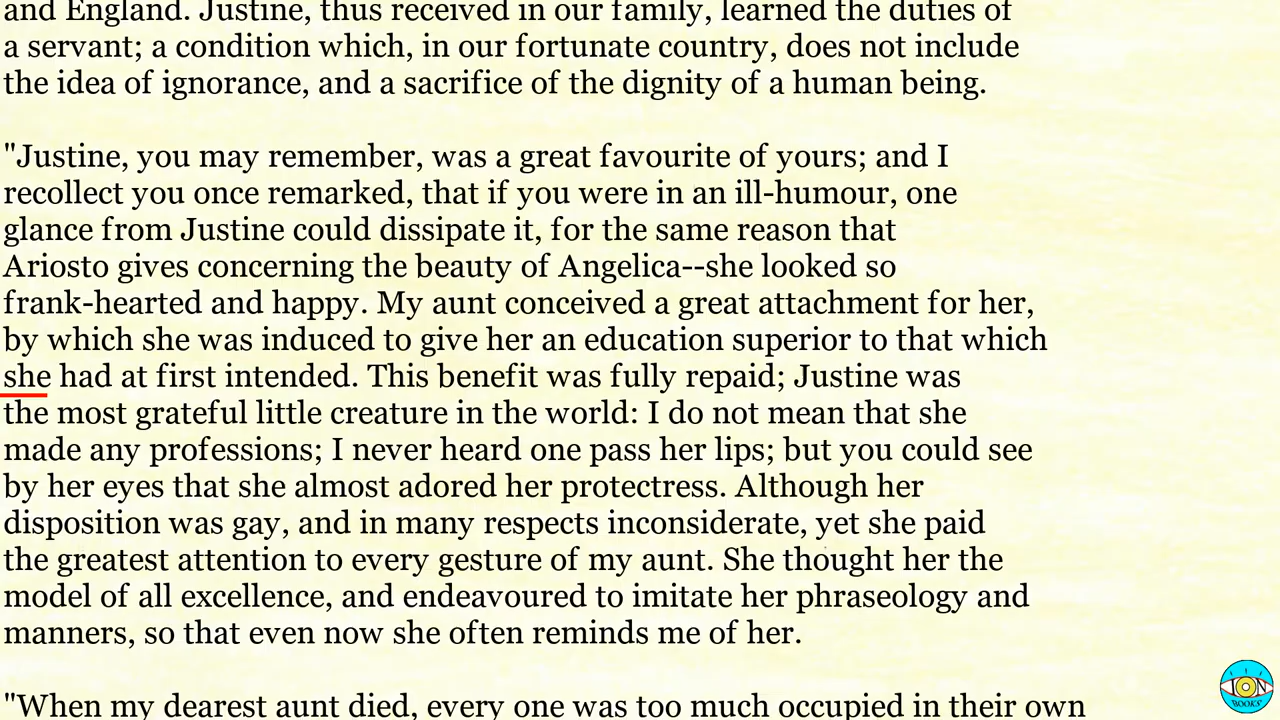 and England. Justine, thus received in our family, learned the duties of
a servant; a condition which, in our fortunate country, does not include
the idea of ignorance, and a sacrifice of the dignity of a human being.
"Justine, you may remember, was a great favourite of yours; and I
recollect you once remarked, that if you were in an ill-humour, one
glance from Justine could dissipate it, for the same reason that
Ariosto gives concerning the beauty of Angelica--she looked so
frank-hearted and happy. My aunt conceived a great attachment for her,
by which she was induced to give her an education superior to that which
she had at first intended. This benefit was fully repaid; Justine was
the most grateful little creature in the world: I do not mean that she
made any professions; I never heard one pass her lips; but you could see
by her eyes that she almost adored her protectress. Although her
disposition was gay, and in many respects inconsiderate, yet she paid
the greatest attention to every gesture of my aunt. She thought her the
model of all excellence, and endeavoured to imitate her phraseology and
manners, so that even now she often reminds me of her.
"When my dearest aunt died, every one was too much occupied in their own
ION
BOOKS